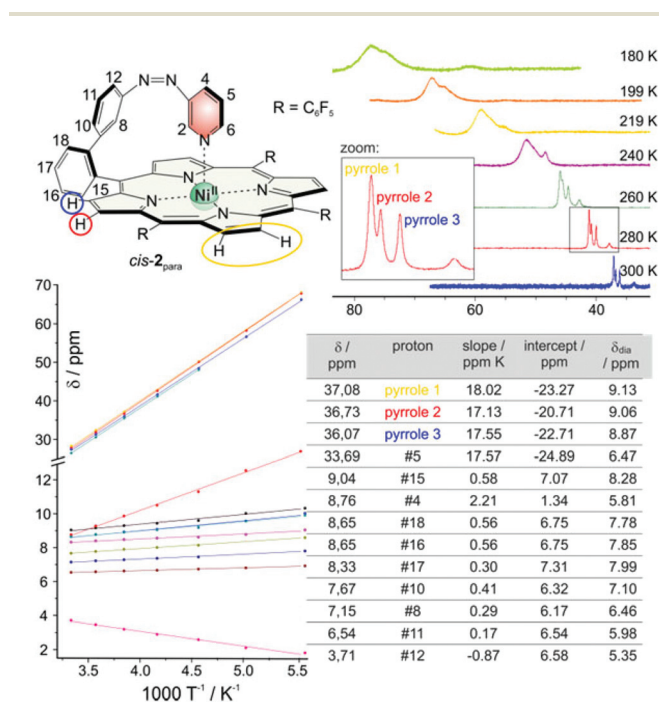 12
N=N
4
11
5
R = C₆F₅
10
8
2
6
N
18
17
15
16
H
H
N
N
N
N
Niᴵᴵ
R
R
R
H
H
cis-2para
180 K
199 K
219 K
240 K
260 K
280 K
300 K
zoom:
pyrrole 1
pyrrole 2
pyrrole 3
80 60 40
δ / ppm
70
60
50
40
30
12
10
8
6
4
2
3.5 4.0 4.5 5.0 5.5
1000 T⁻¹ / K⁻¹
δ / ppm proton slope / ppm K intercept / ppm δdia / ppm
37,08 pyrrole 1 18.02 -23.27 9.13
36,73 pyrrole 2 17.13 -20.71 9.06
36,07 pyrrole 3 17.55 -22.71 8.87
33,69 #5 17.57 -24.89 6.47
9,04 #15 0.58 7.07 8.28
8,76 #4 2.21 1.34 5.81
8,65 #18 0.56 6.75 7.78
8,65 #16 0.56 6.75 7.85
8,33 #17 0.30 7.31 7.99
7,67 #10 0.41 6.32 7.10
7,15 #8 0.29 6.17 6.46
6,54 #11 0.17 6.54 5.98
3,71 #12 -0.87 6.58 5.35